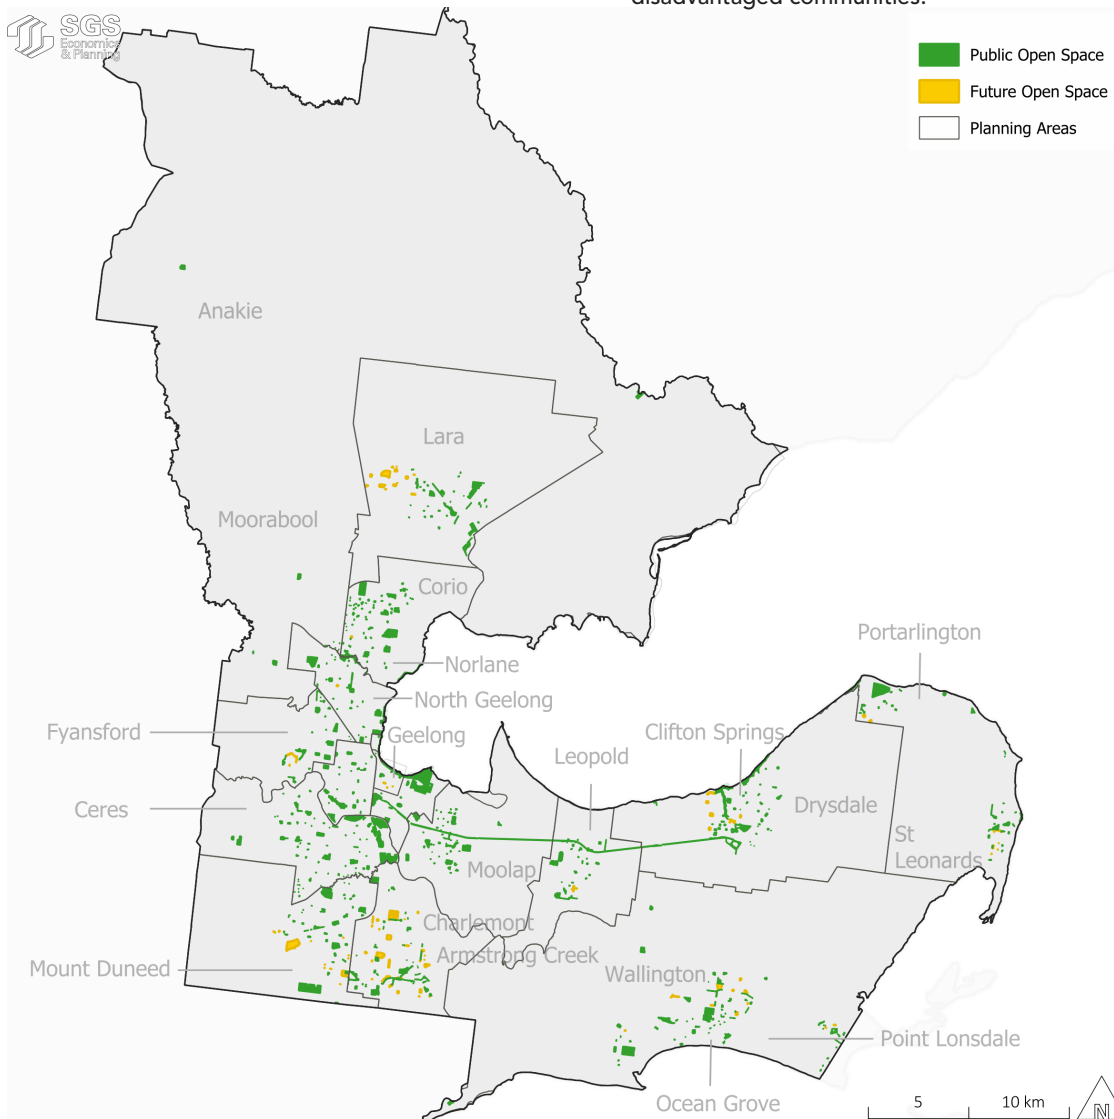 disadvantaged communities.
SGS
Economics
& Planning
Public Open Space
Future Open Space
Planning Areas
Anakie
Lara
Moorabool
Corio
Portarlington
Norlane
North Geelong
Fyansford
Geelong
Clifton Springs
Leopold
Ceres
Drysdale
St
Leonards
Moolap
Charlemont
Armstrong Creek
Mount Duneed
Wallington
Point Lonsdale
Ocean Grove
5
10 km
N